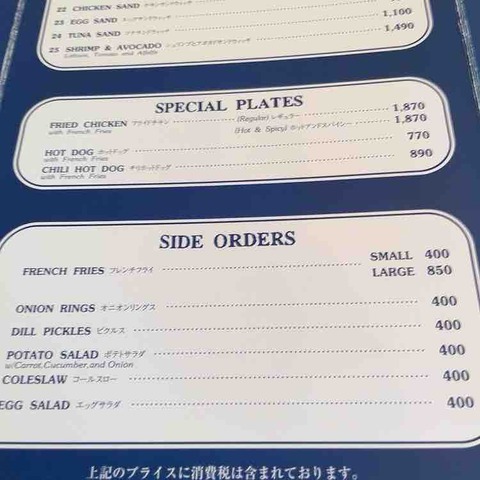 22 CHICKEN SAND チキンサンドウィッチ
23 EGG SAND エッグサンドウィッチ 1,100
24 TUNA SAND ツナサンドウィッチ 1,490
25 SHRIMP & AVOCADO シュリンプとアボカドサンドウィッチ
Lettuce, Tomato and Alfalfa
SPECIAL PLATES
FRIED CHICKEN フライドチキン (Regular) レギュラー 1,870
with French Fries (Hot & Spicy) ホットアンドスパイシー 1,870
HOT DOG ホットドッグ 770
with French Fries
CHILI HOT DOG チリホットドッグ 890
with French Fries
SIDE ORDERS
FRENCH FRIES フレンチフライ SMALL 400
LARGE 850
ONION RINGS オニオンリングス 400
DILL PICKLES ピクルス 400
POTATO SALAD ポテトサラダ 400
w/Carrot,Cucumber,and Onion
COLESLAW コールスロー 400
EGG SALAD エッグサラダ 400
上記のプライスに消費税は含まれております。